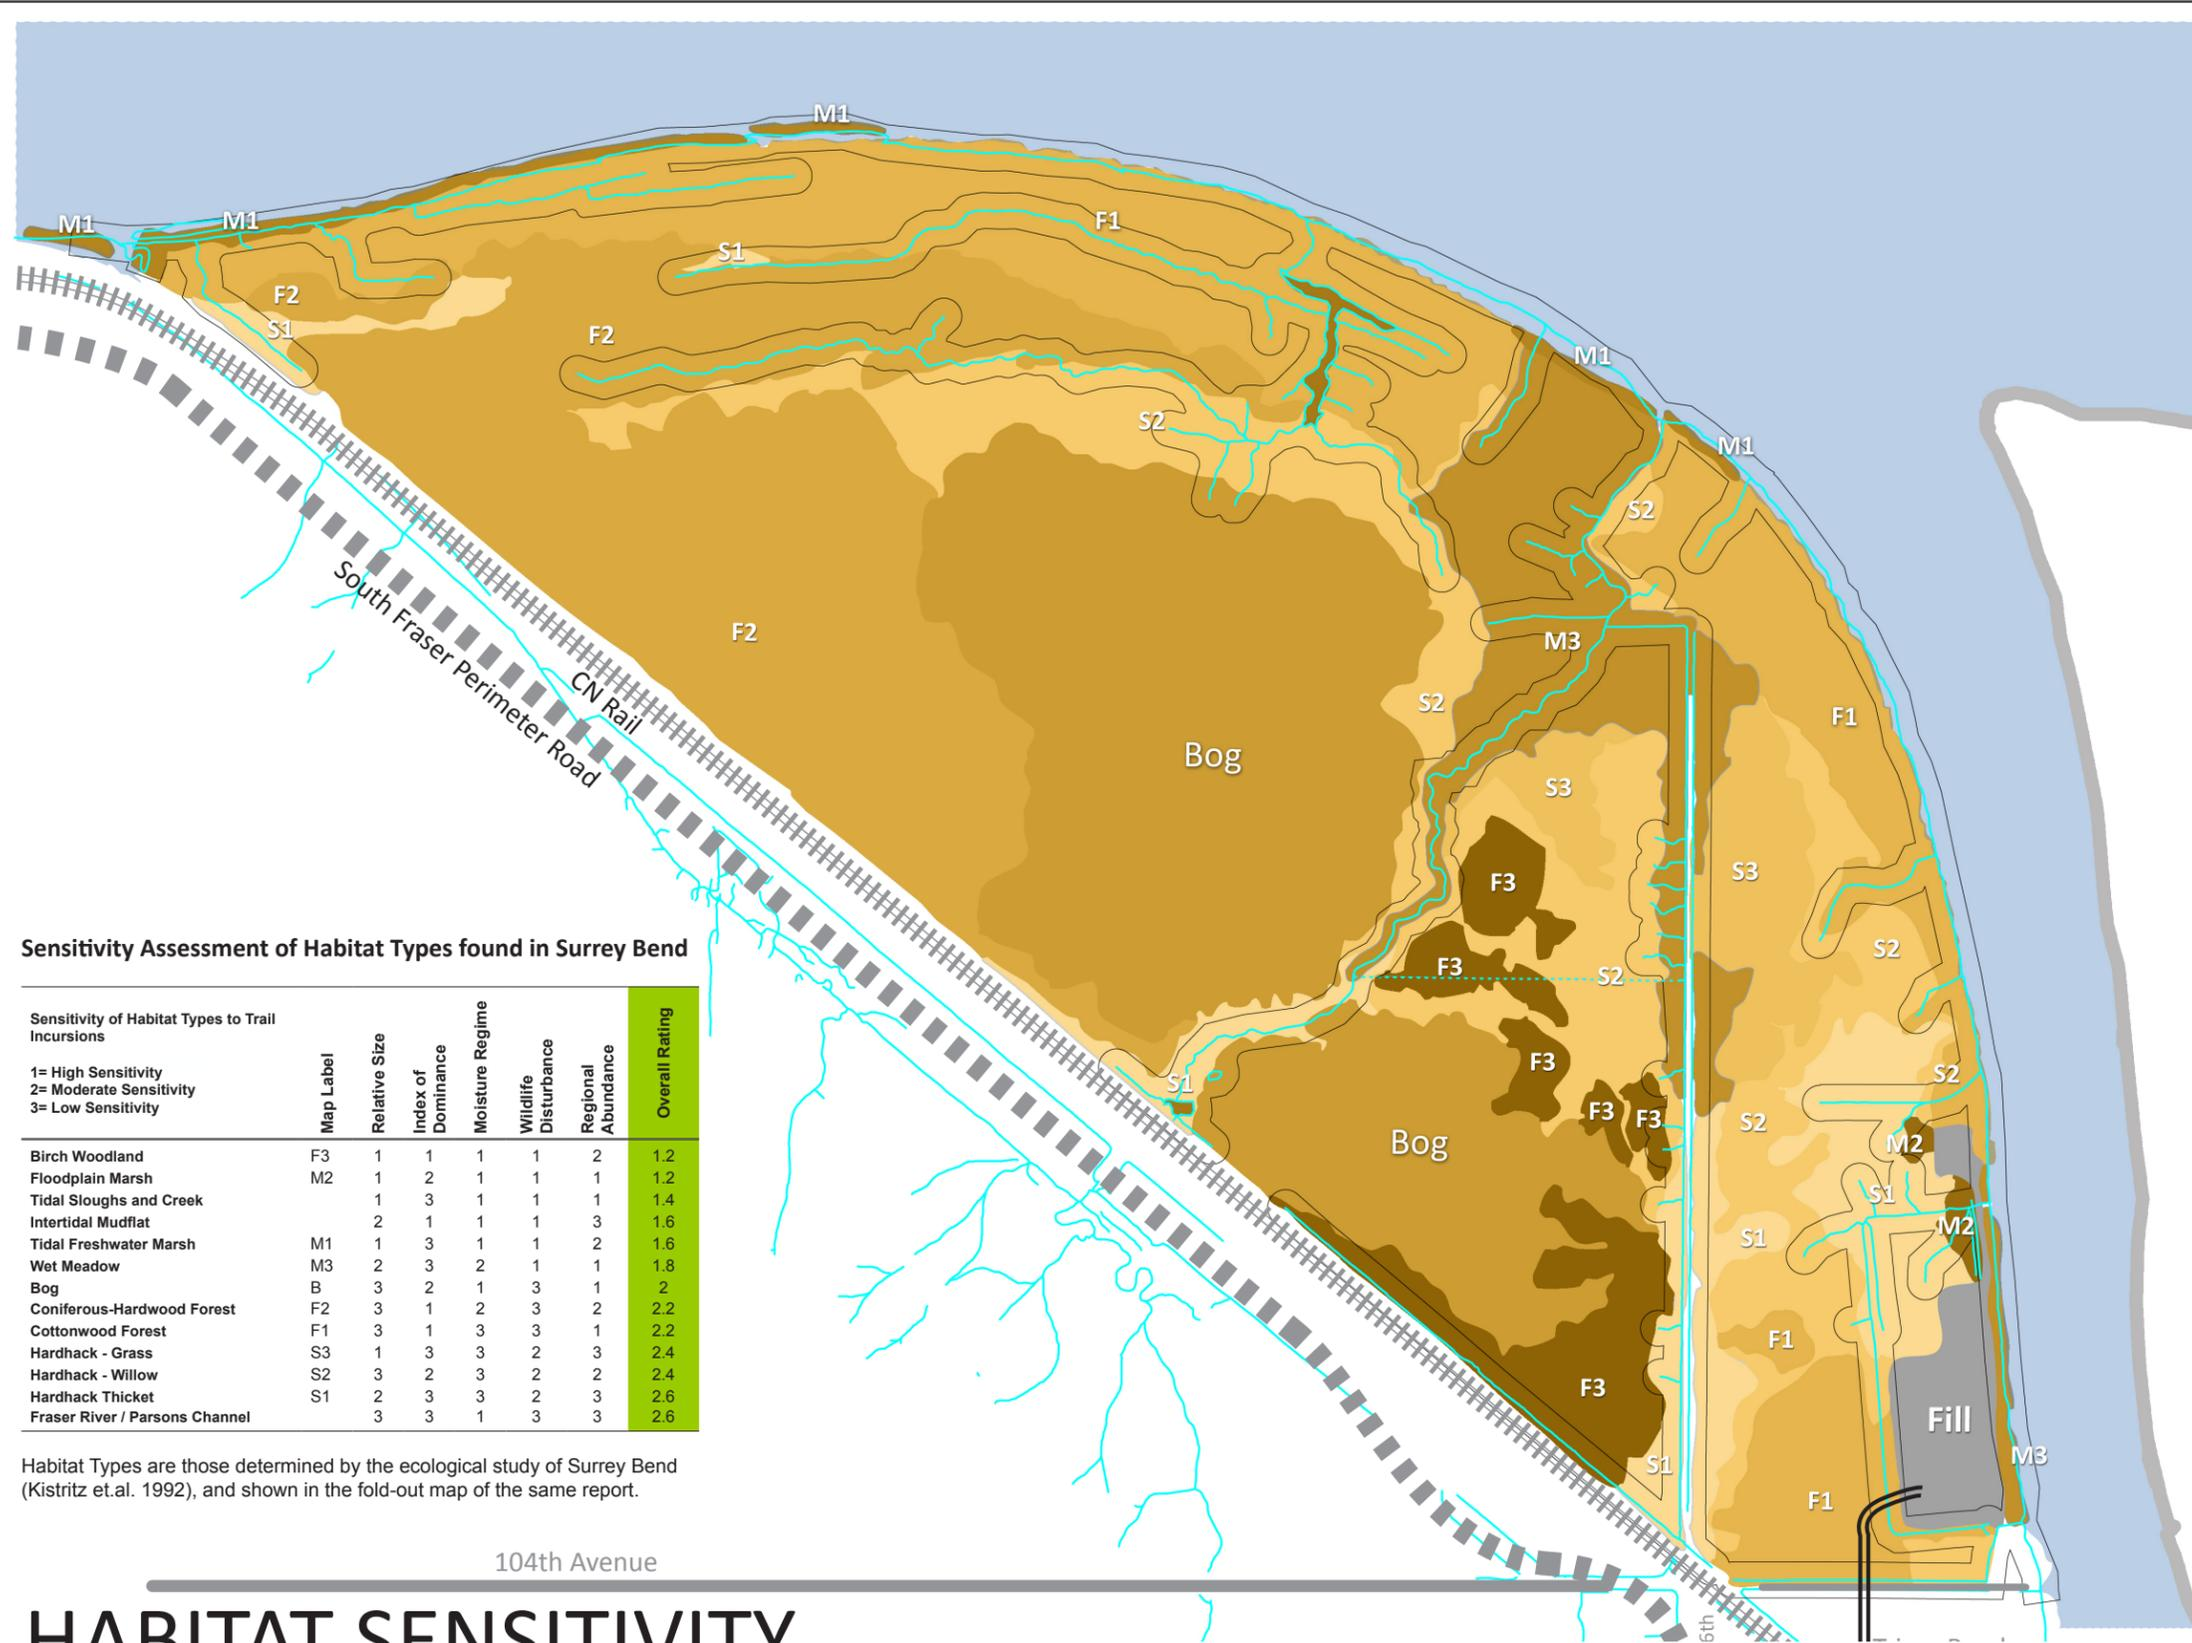 M1
M1
M1
F1
S1
F2
S1
F2
M1
S2
M1
S2
F2
M3
S2
F1
Bog
S3
South Fraser Perimeter Road
CN Rail
F3
S3
F3
S2
S2
F3
S2
S1
F3
F3
S2
M2
Bog
S1
M2
S1
F1
F3
Fill
S1
M3
F1
Sensitivity Assessment of Habitat Types found in Surrey Bend
Sensitivity of Habitat Types to Trail
Incursions
1= High Sensitivity
2= Moderate Sensitivity
3= Low Sensitivity
Map Label
Relative Size
Index of
Dominance
Moisture Regime
Wildlife
Disturbance
Regional
Abundance
Overall Rating
Birch Woodland F3 1 1 1 1 2 1.2
Floodplain Marsh M2 1 2 1 1 1 1.2
Tidal Sloughs and Creek 1 3 1 1 1 1.4
Intertidal Mudflat 2 1 1 1 3 1.6
Tidal Freshwater Marsh M1 1 3 1 1 2 1.6
Wet Meadow M3 2 3 2 1 1 1.8
Bog B 3 2 1 3 1 2
Coniferous-Hardwood Forest F2 3 1 2 3 2 2.2
Cottonwood Forest F1 3 1 3 3 1 2.2
Hardhack - Grass S3 1 3 3 2 3 2.4
Hardhack - Willow S2 3 2 3 2 2 2.4
Hardhack Thicket S1 2 3 3 2 3 2.6
Fraser River / Parsons Channel 3 3 1 3 3 2.6
Habitat Types are those determined by the ecological study of Surrey Bend
(Kistritz et.al. 1992), and shown in the fold-out map of the same report.
104th Avenue
HABITAT SENSITIVITY